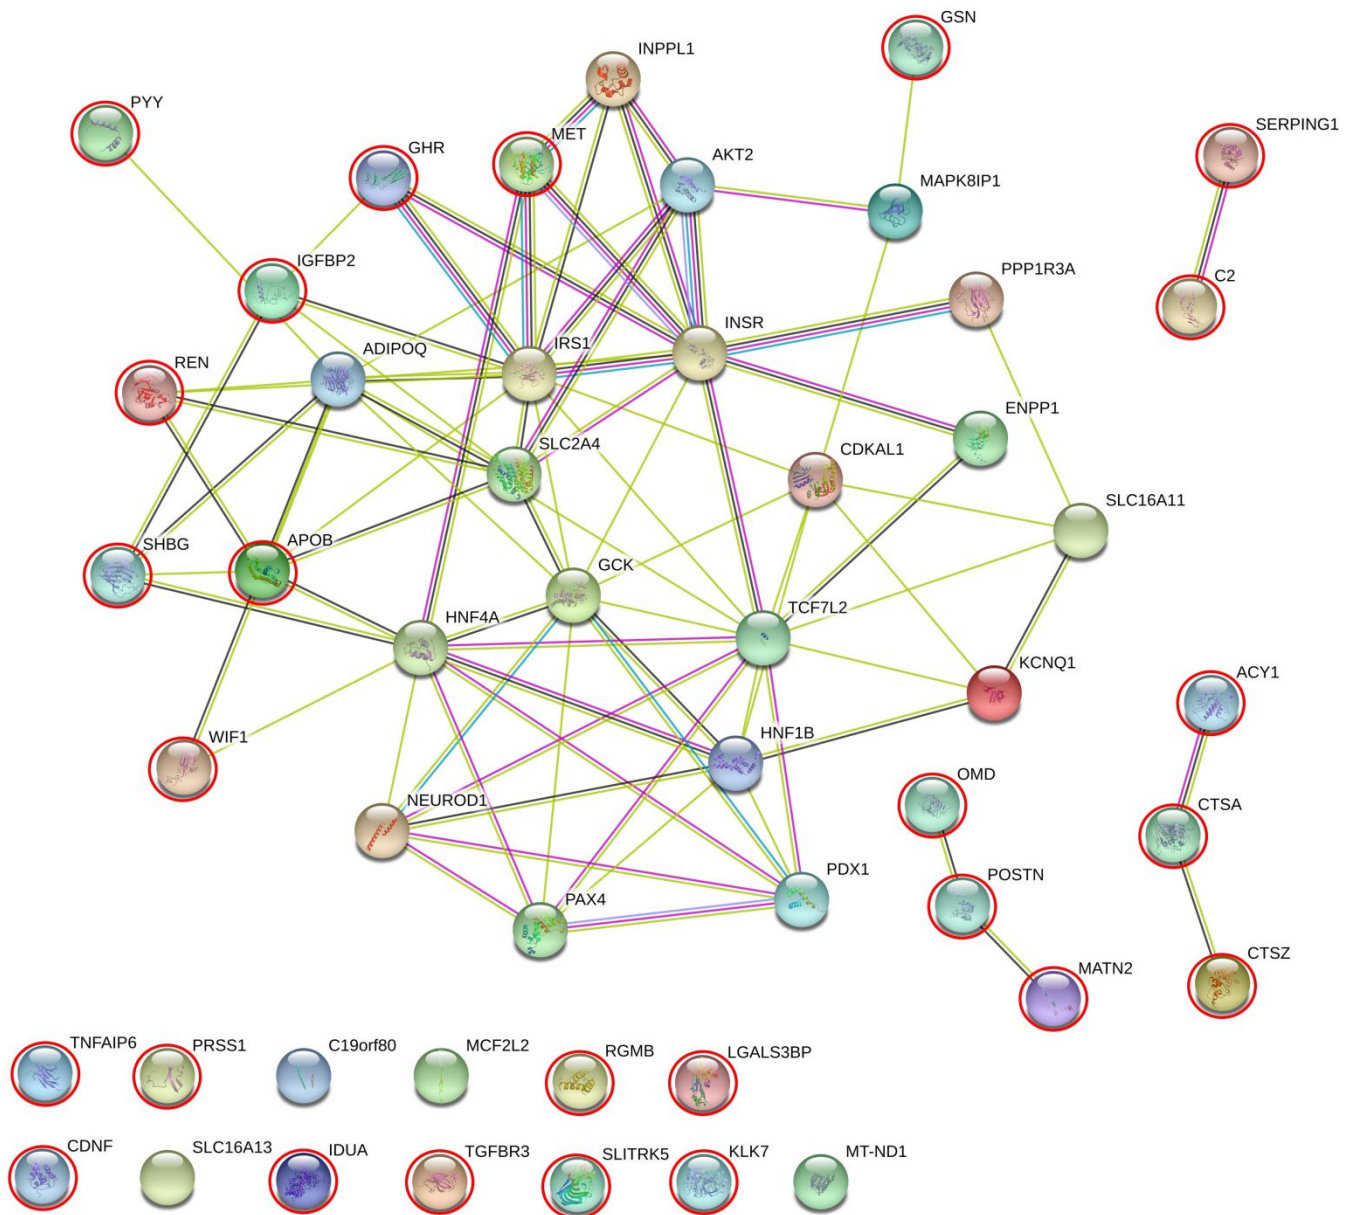 GSN
INPPL1
PYY
SERPING1
MET
GHR
AKT2
MAPK8IP1
IGFBP2
PPP1R3A
C2
ADIPOQ
IRS1
INSR
REN
ENPP1
SLC2A4
CDKAL1
SLC16A11
SHBG
APOB
GCK
TCF7L2
HNF4A
KCNQ1
ACY1
WIF1
HNF1B
OMD
NEUROD1
CTSA
PDX1
POSTN
PAX4
MATN2
CTSZ
TNFAIP6
PRSS1
C19orf80
MCF2L2
RGMB
LGALS3BP
CDNF
SLC16A13
IDUA
TGFBR3
SLITRK5
KLK7
MT-ND1